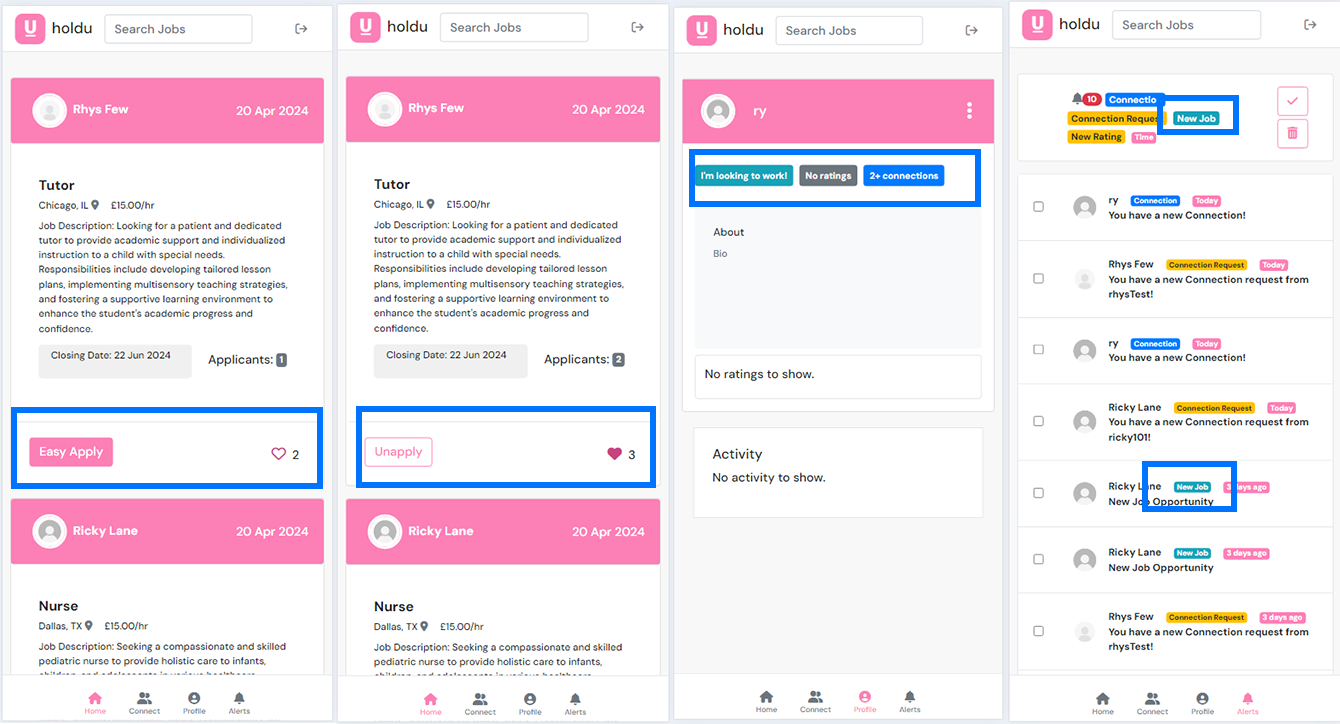 holdu
Search Jobs
Rhys Few
20 Apr 2024
Tutor
Chicago, IL £15.00/hr
Job Description: Looking for a patient and dedicated
tutor to provide academic support and individualized
instruction to a child with special needs.
Responsibilities include developing tailored lesson
plans, implementing multisensory teaching strategies,
and fostering a supportive learning environment to
enhance the student's academic progress and
confidence.
Closing Date: 22 Jun 2024
Applicants: 1
Easy Apply
2
Ricky Lane
20 Apr 2024
Nurse
Dallas, TX £15.00/hr
Job Description: Seeking a compassionate and skilled
pediatric nurse to provide holistic care to infants,
children, and adolescents in various healthcare
Home
Connect
Profile
Alerts
holdu
Search Jobs
Rhys Few
20 Apr 2024
Tutor
Chicago, IL £15.00/hr
Job Description: Looking for a patient and dedicated
tutor to provide academic support and individualized
instruction to a child with special needs.
Responsibilities include developing tailored lesson
plans, implementing multisensory teaching strategies,
and fostering a supportive learning environment to
enhance the student's academic progress and
confidence.
Closing Date: 22 Jun 2024
Applicants: 2
Unapply
3
Ricky Lane
20 Apr 2024
Nurse
Dallas, TX £15.00/hr
Job Description: Seeking a compassionate and skilled
pediatric nurse to provide holistic care to infants,
children, and adolescents in various healthcare
Home
Connect
Profile
Alerts
holdu
Search Jobs
ry
I'm looking to work!
No ratings
2+ connections
About
Bio
No ratings to show.
Activity
No activity to show.
Home
Connect
Profile
Alerts
holdu
Search Jobs
10 Connectio
Connection Reques New Job
New Rating Time
ry Connection Today
You have a new Connection!
Rhys Few Connection Request Today
You have a new Connection request from
rhysTest!
ry Connection Today
You have a new Connection!
Ricky Lane Connection Request Today
You have a new Connection request from
ricky101!
Ricky Lane New Job 3 days ago
New Job Opportunity
Ricky Lane New Job 3 days ago
New Job Opportunity
Rhys Few Connection Request 3 days ago
You have a new Connection request from
rhysTest!
Home
Connect
Profile
Alerts